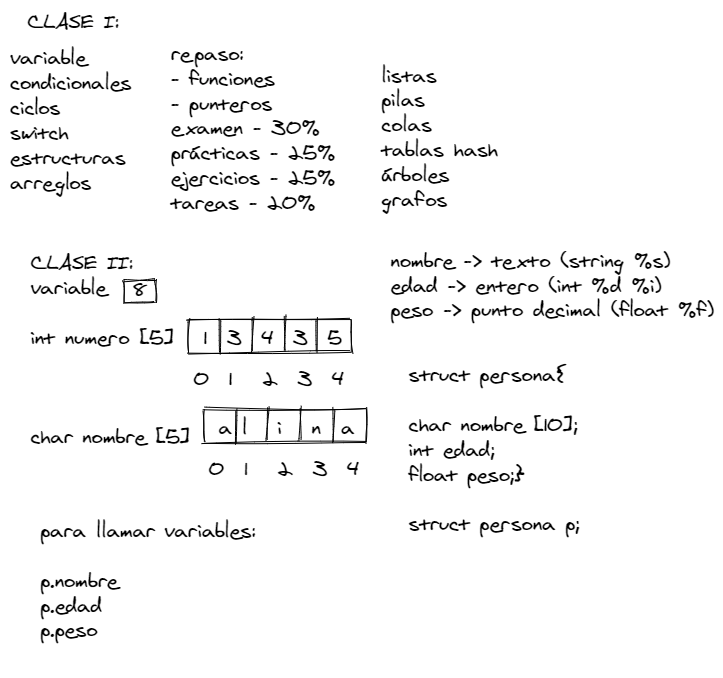 CLASE I:
variable
condicionales
ciclos
switch
estructuras
arreglos
repaso:
- funciones
- punteros
examen - 30%
prácticas - 25%
ejercicios - 25%
tareas - 20%
listas
pilas
colas
tablas hash
árboles
grafos
CLASE II:
variable 8
int numero [5] 1 3 4 3 5
0 1 2 3 4
char nombre [5] a l i n a
0 1 2 3 4
para llamar variables:
p.nombre
p.edad
p.peso
nombre -> texto (string %s)
edad -> entero (int %d %i)
peso -> punto decimal (float %f)
struct persona{
char nombre [10];
int edad;
float peso;}
struct persona p;